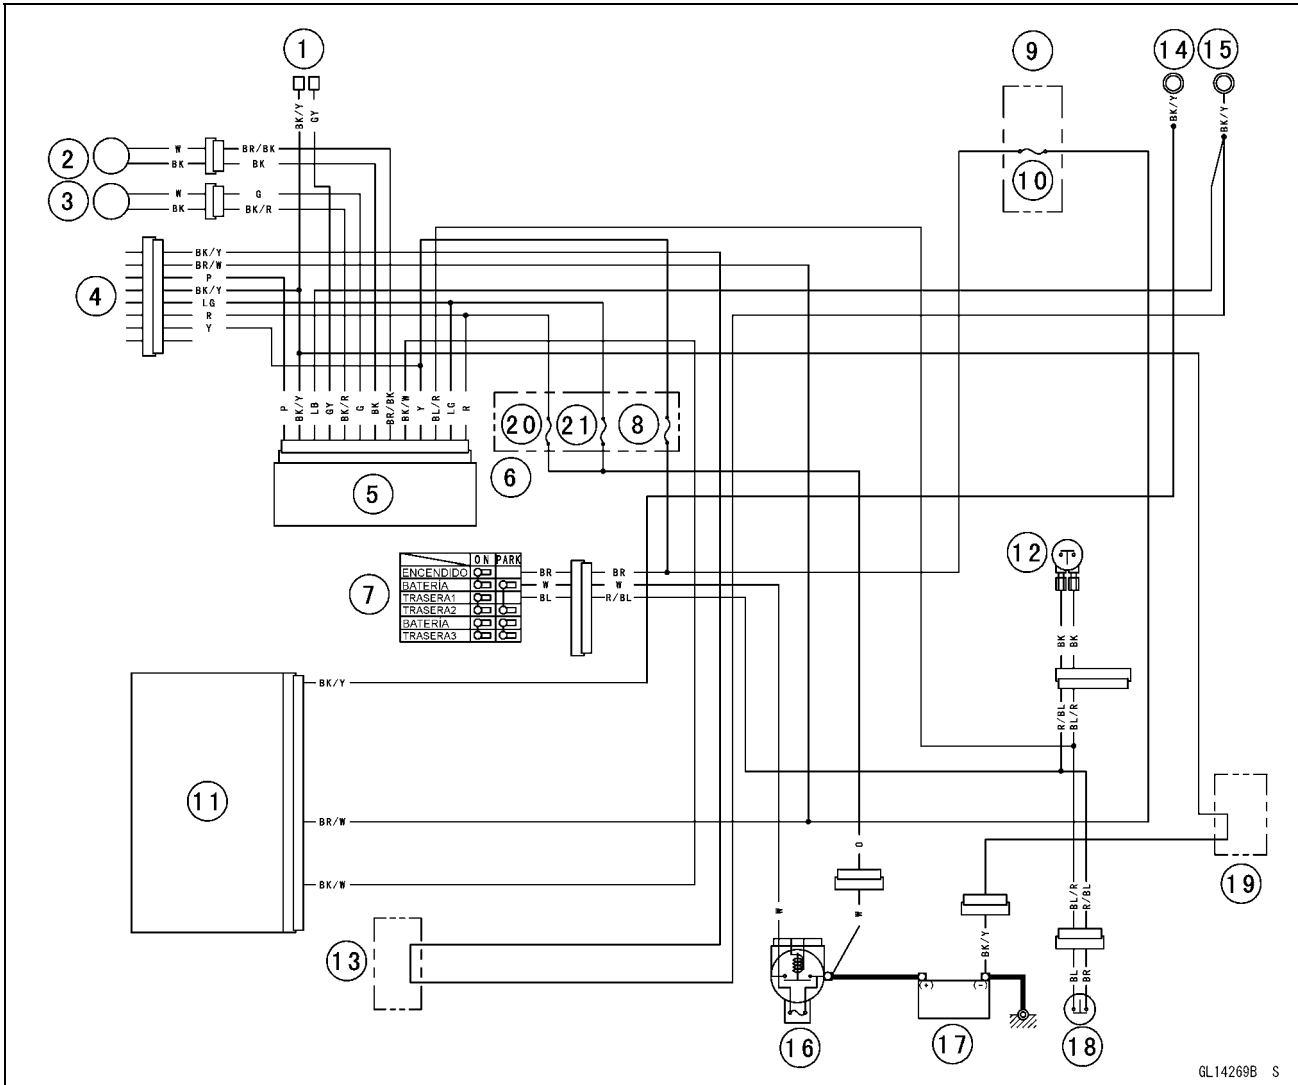 1
9
14
15
BK/Y
GY
BK/Y
BK/Y
2
W
BR/BK
BK
BK
10
3
W
G
BK
BK/R
4
BK/Y
BR/W
P
BK/Y
LG
R
Y
P
BK/Y
LB
GY
BK/R
G
BK
BR/BK
BK/W
Y
BL/R
LG
R
20
21
8
6
5
12
7
ON PARK
ENCENDIDO
BATERÍA
TRASERA1
TRASERA2
BATERÍA
TRASERA3
BR
BR
W
W
BL
R/BL
BK
BK
R/BL
BL/R
BK/Y
11
BR/W
BK/W
O
W
W
BK/Y
BL/R
R/BL
19
13
BL
BR
(+)
(-)
16
17
18
GL14269B S